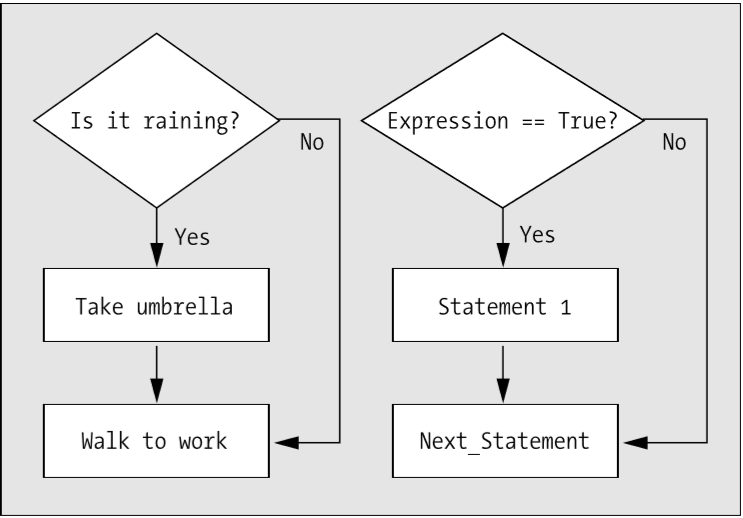 Is it raining?
No
Yes
Take umbrella
Walk to work
Expression == True?
No
Yes
Statement 1
Next_Statement